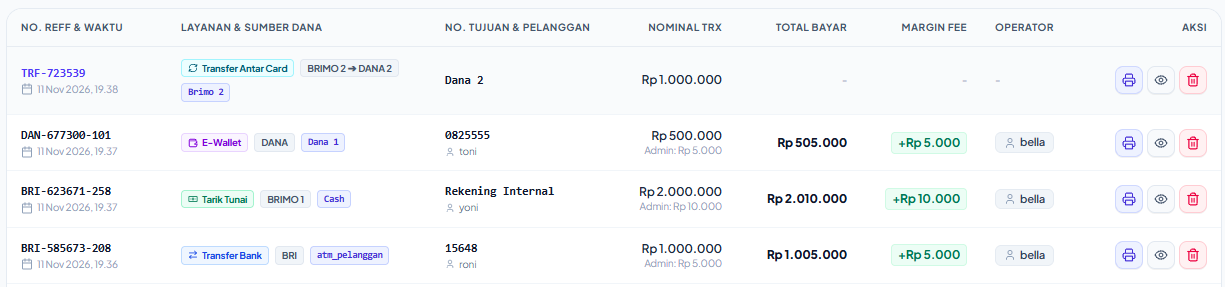 NO. REFF & WAKTU LAYANAN & SUMBER DANA NO. TUJUAN & PELANGGAN NOMINAL TRX TOTAL BAYAR MARGIN FEE OPERATOR AKSI
TRF-723539
11 Nov 2026, 19.38
Transfer Antar Card BRIMO 2 ➔ DANA 2
Brimo 2
Dana 2
Rp 1.000.000
- - -
DAN-677300-101
11 Nov 2026, 19.37
E-Wallet DANA Dana 1
0825555
toni
Rp 500.000
Admin: Rp 5.000
Rp 505.000
+Rp 5.000
bella
BRI-623671-258
11 Nov 2026, 19.37
Tarik Tunai BRIMO 1 Cash
Rekening Internal
yoni
Rp 2.000.000
Admin: Rp 10.000
Rp 2.010.000
+Rp 10.000
bella
BRI-585673-208
11 Nov 2026, 19.36
Transfer Bank BRI atm_pelanggan
15648
roni
Rp 1.000.000
Admin: Rp 5.000
Rp 1.005.000
+Rp 5.000
bella